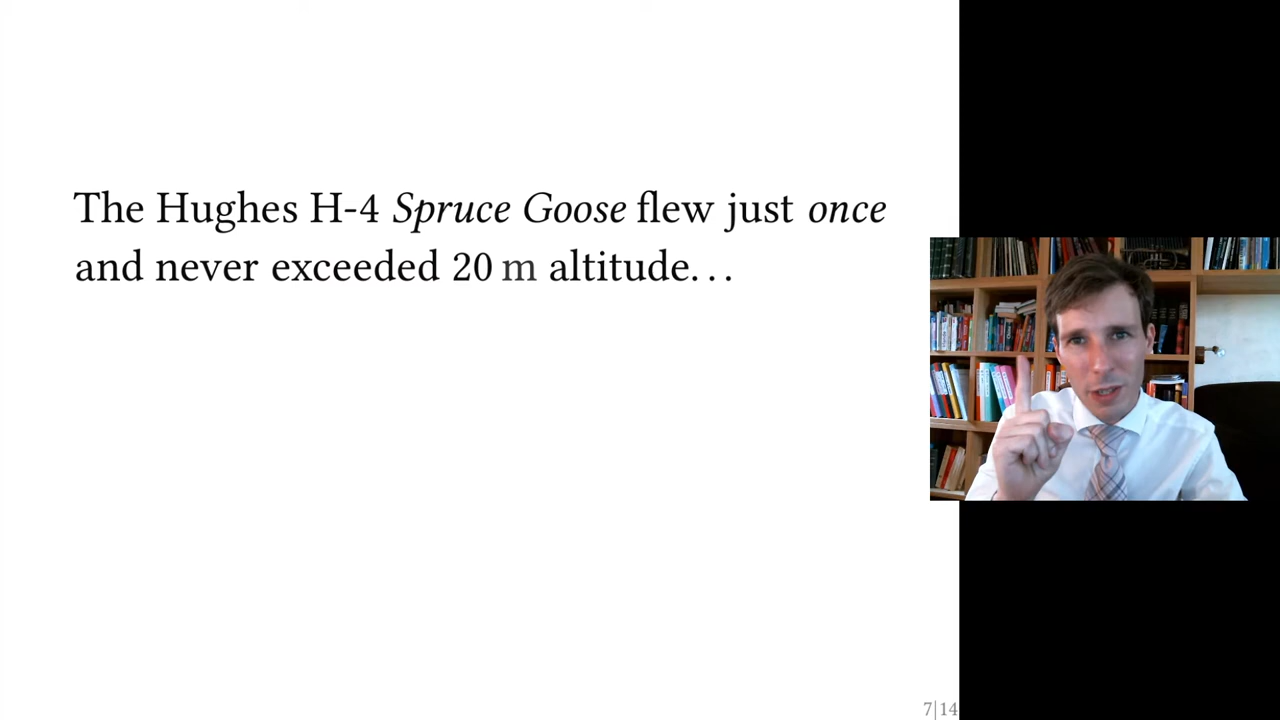 The Hughes H-4 Spruce Goose flew just once
and never exceeded 20 m altitude...
7|14